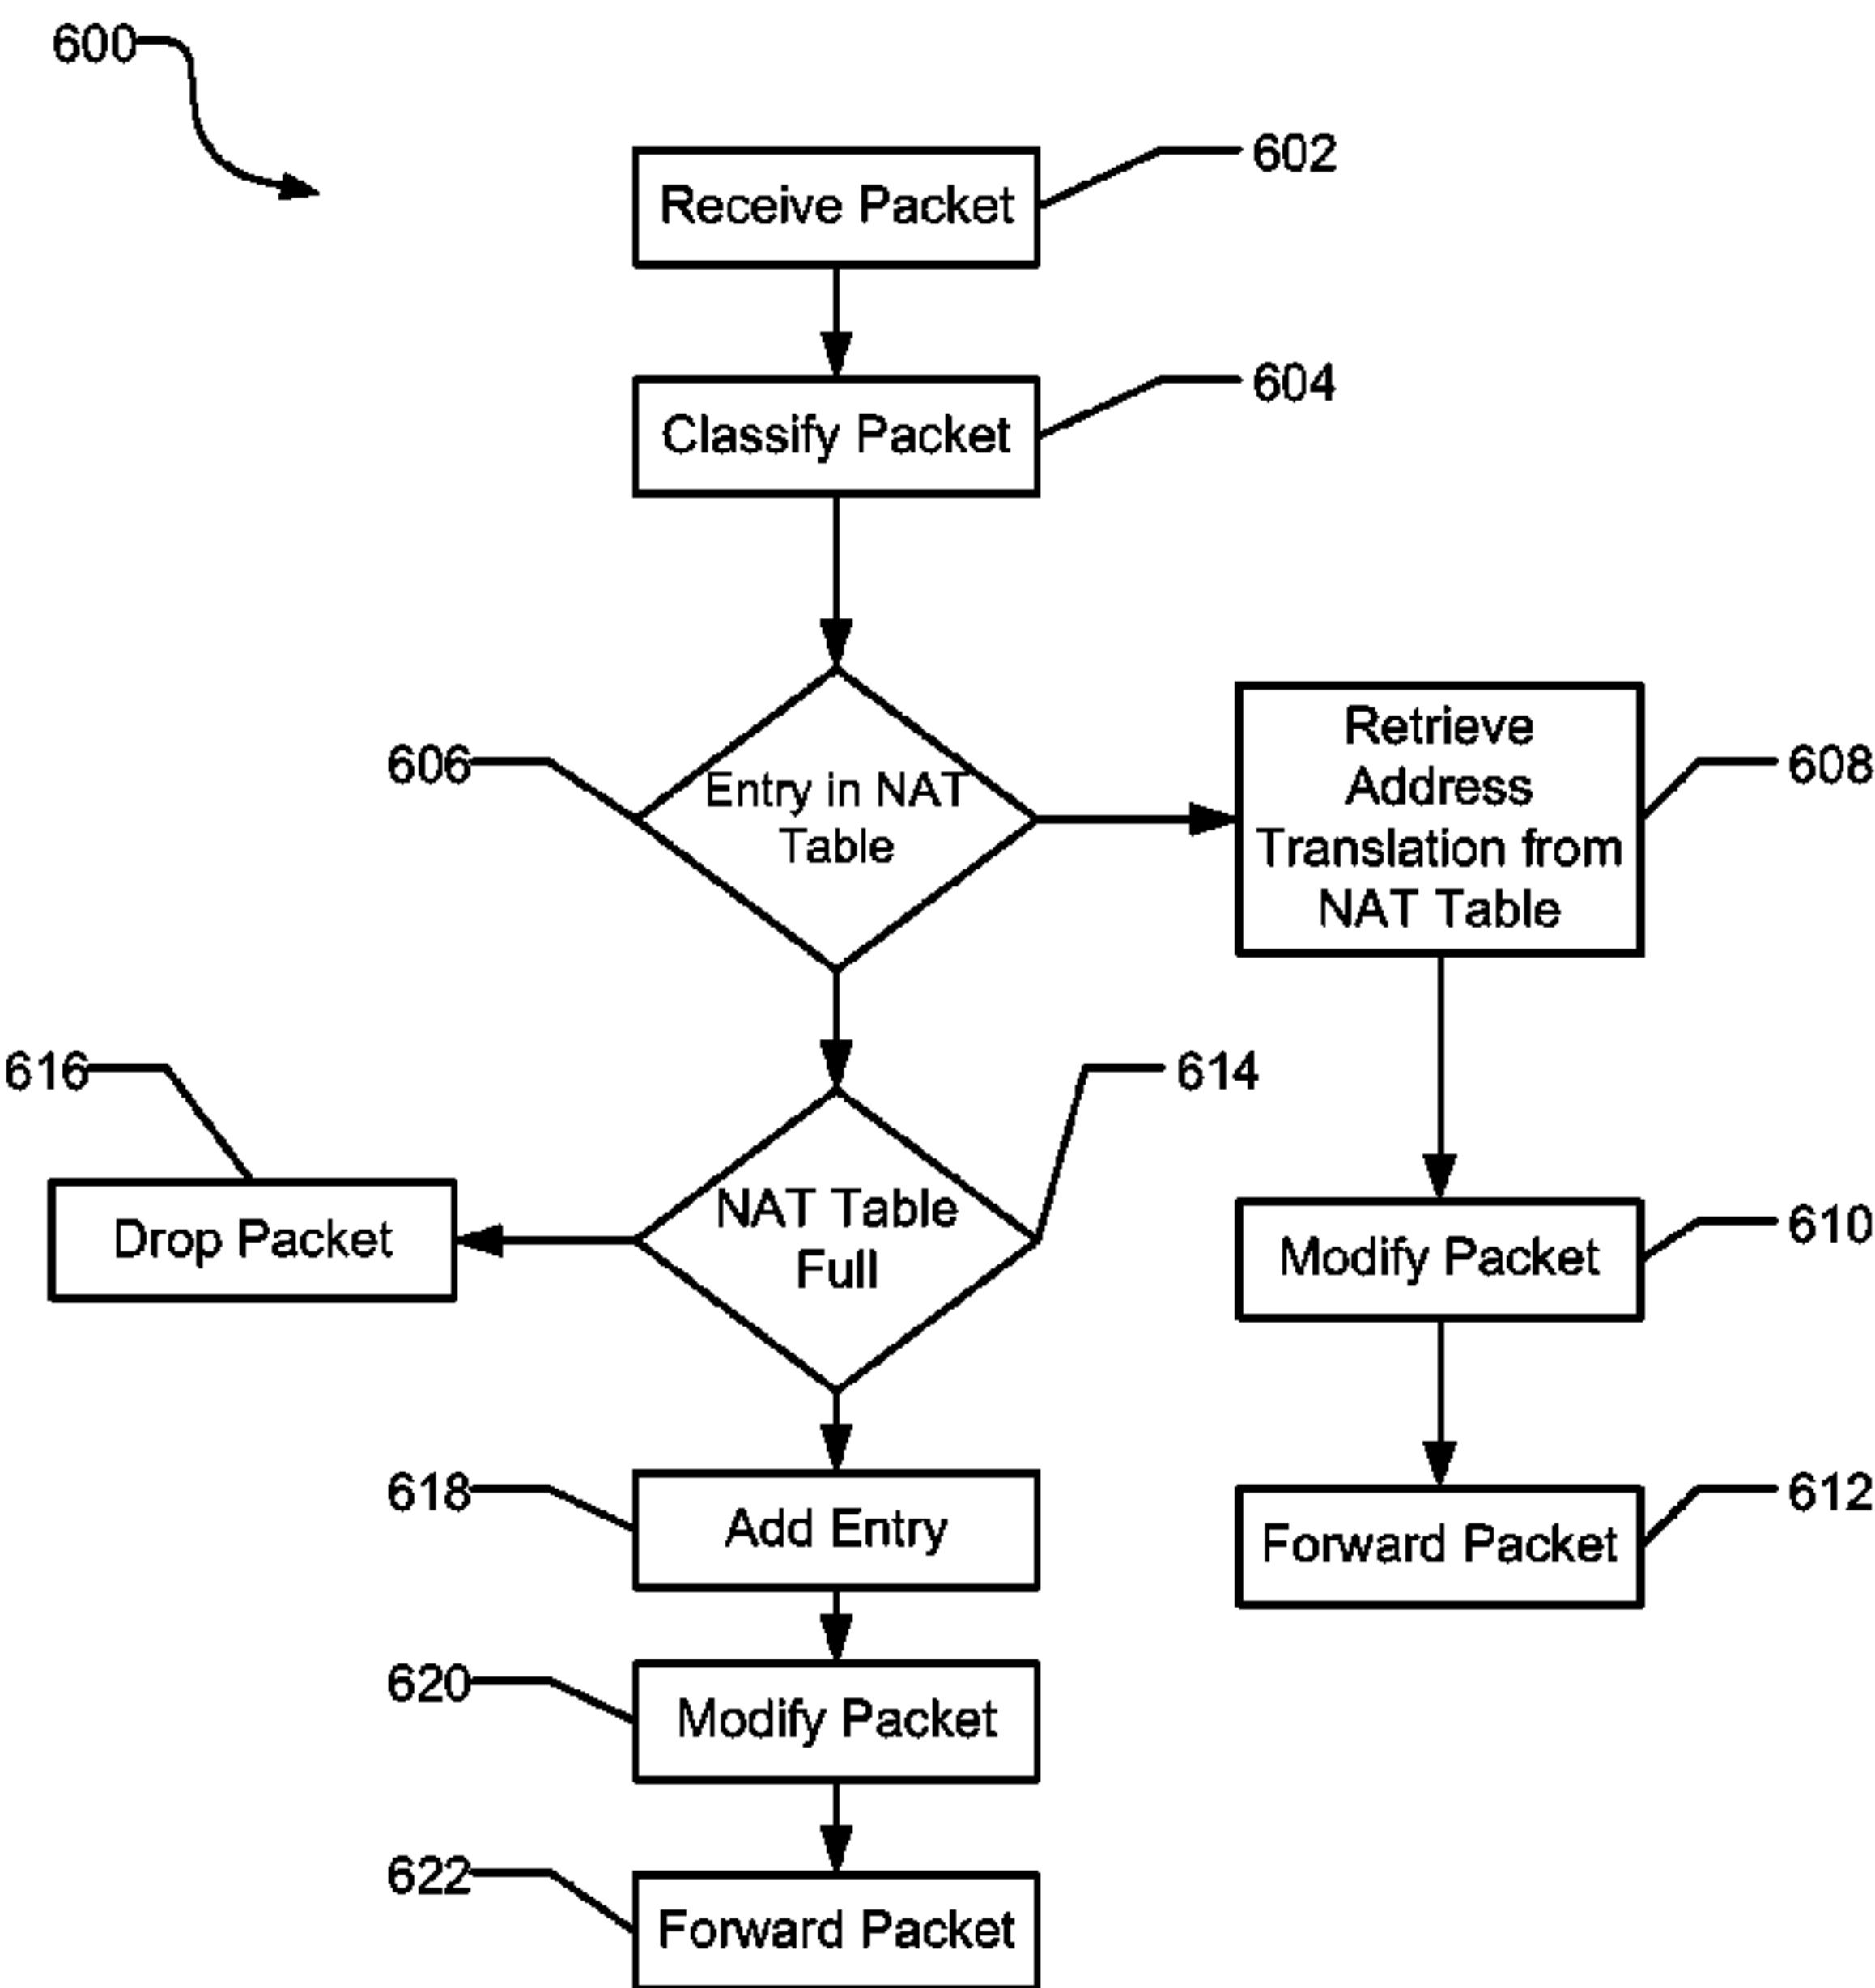 600
602
Receive Packet
604
Classify Packet
606
Entry in NAT
Table
Retrieve
Address
Translation from
NAT Table
608
616
614
Drop Packet
NAT Table
Full
610
Modify Packet
618
Add Entry
612
Forward Packet
620
Modify Packet
622
Forward Packet